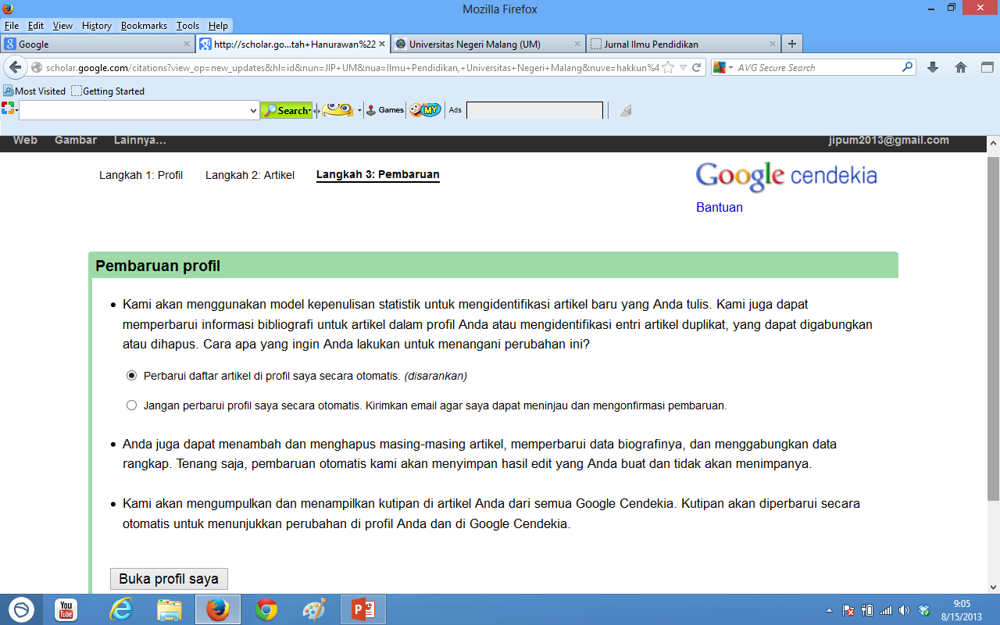 Mozilla Firefox
File Edit View History Bookmarks Tools Help
Google
http://scholar.go...tah+Hanurawan%22
Universitas Negeri Malang (UM)
Jurnal Ilmu Pendidikan
scholar.google.com/citations?view_op=new_updates&hl=id&nun=JIP+UM&nua=Ilmu+Pendidikan,+Universitas+Negeri+Malang&nuve=hakkun%4
AVG Secure Search
Most Visited Getting Started
Search Games MY Ads
Web Gambar Lainnya... jipum2013@gmail.com
Langkah 1: Profil Langkah 2: Artikel Langkah 3: Pembaruan
Google cendekia
Bantuan
Pembaruan profil
Kami akan menggunakan model kepenulisan statistik untuk mengidentifikasi artikel baru yang Anda tulis. Kami juga dapat
memperbarui informasi bibliografi untuk artikel dalam profil Anda atau mengidentifikasi entri artikel duplikat, yang dapat digabungkan
atau dihapus. Cara apa yang ingin Anda lakukan untuk menangani perubahan ini?
Perbarui daftar artikel di profil saya secara otomatis. (disarankan)
Jangan perbarui profil saya secara otomatis. Kirimkan email agar saya dapat meninjau dan mengonfirmasi pembaruan.
Anda juga dapat menambah dan menghapus masing-masing artikel, memperbarui data biografinya, dan menggabungkan data
rangkap. Tenang saja, pembaruan otomatis kami akan menyimpan hasil edit yang Anda buat dan tidak akan menimpanya.
Kami akan mengumpulkan dan menampilkan kutipan di artikel Anda dari semua Google Cendekia. Kutipan akan diperbarui secara
otomatis untuk menunjukkan perubahan di profil Anda dan di Google Cendekia.
Buka profil saya
You
Tube
9:05
8/15/2013